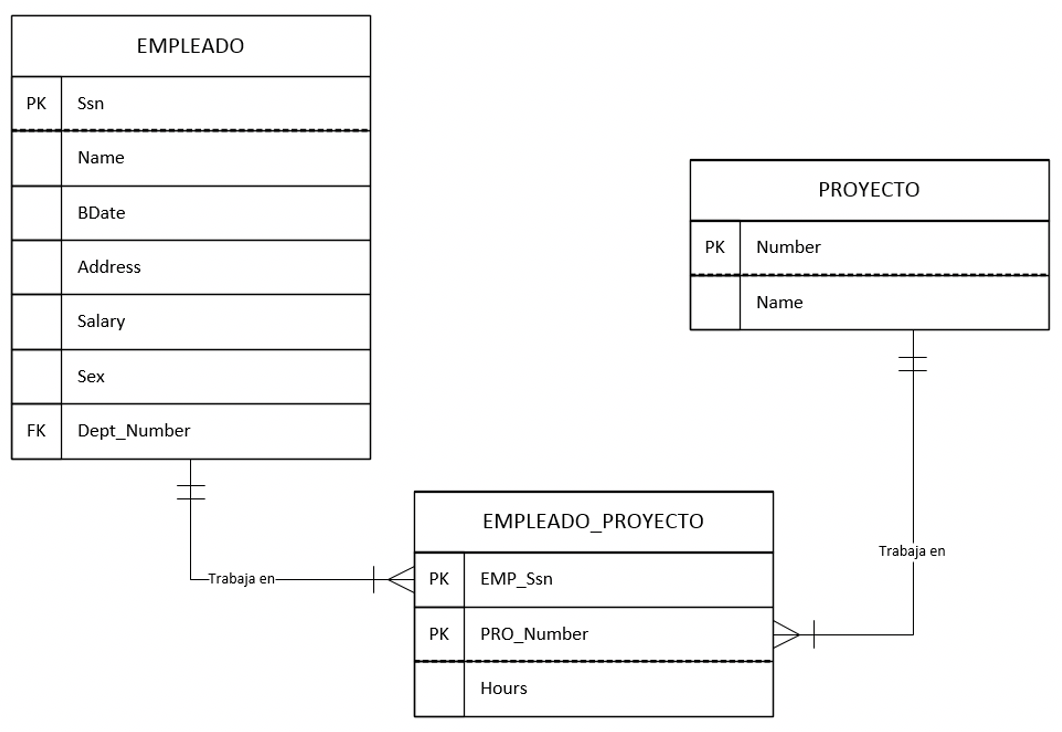 EMPLEADO
PK Ssn
Name
BDate
Address
Salary
Sex
FK Dept_Number
PROYECTO
PK Number
Name
EMPLEADO_PROYECTO
PK EMP_Ssn
PK PRO_Number
Hours
Trabaja en
Trabaja en